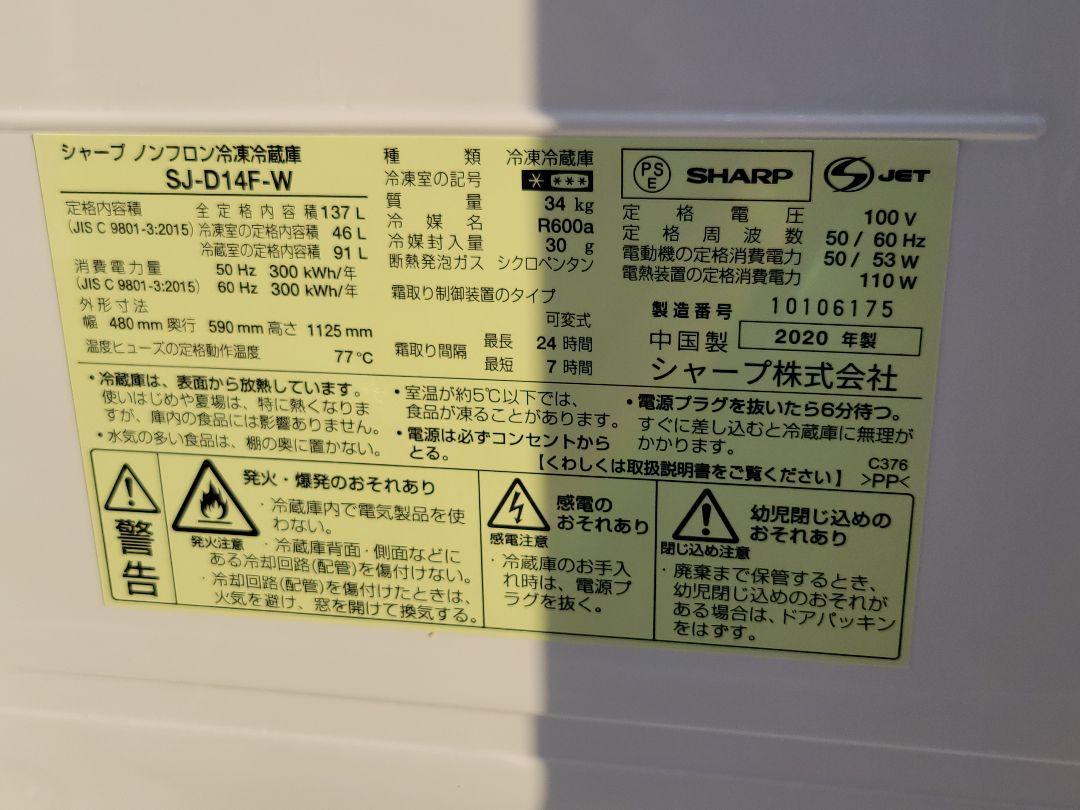 シャープ ノンフロン冷凍冷蔵庫
SJ-D14F-W
定格内容積
(JIS C 9801-3:2015)
全定格内容積 137 L
冷凍室の定格内容積 46 L
冷蔵室の定格内容積 91 L
消費電力量
(JIS C 9801-3:2015)
50 Hz 300 kWh/年
60 Hz 300 kWh/年
外形寸法
幅 480 mm 奥行 590 mm 高さ 1125 mm
温度ヒューズの定格動作温度 77℃
種類 冷凍冷蔵庫
冷凍室の記号 * ***
質量 34 kg
冷媒名 R600a
冷媒封入量 30 g
断熱発泡ガス シクロペンタン
霜取り制御装置のタイプ
可変式
霜取り間隔
最長 24 時間
最短 7 時間
PS
E
SHARP
S JET
定格電圧 100 V
定格周波数 50 / 60 Hz
電動機の定格消費電力 50 / 53 W
電熱装置の定格消費電力 110 W
製造番号 10106175
中国製 2020 年製
シャープ株式会社
・冷蔵庫は、表面から放熱しています。
使いはじめや夏場は、特に熱くなりま
すが、庫内の食品には影響ありません。
・水気の多い食品は、棚の奥に置かない。
・室温が約5℃以下では、
食品が凍ることがあります。
・電源は必ずコンセントから
とる。
・電源プラグを抜いたら6分待つ。
すぐに差し込むと冷蔵庫に無理が
かかります。
【くわしくは取扱説明書をご覧ください】
C376
>PP<
警告
発火・爆発のおそれあり
発火注意
・冷蔵庫内で電気製品を使
わない。
・冷蔵庫背面・側面などに
ある冷却回路(配管)を傷付けない。
・冷却回路(配管)を傷付けたときは、
火気を避け、窓を開けて換気する。
感電の
おそれあり
感電注意
・冷蔵庫のお手入
れ時は、電源プ
ラグを抜く。
幼児閉じ込めの
おそれあり
閉じ込め注意
・廃棄まで保管するとき、
幼児閉じ込めのおそれが
ある場合は、ドアパッキン
をはずす。